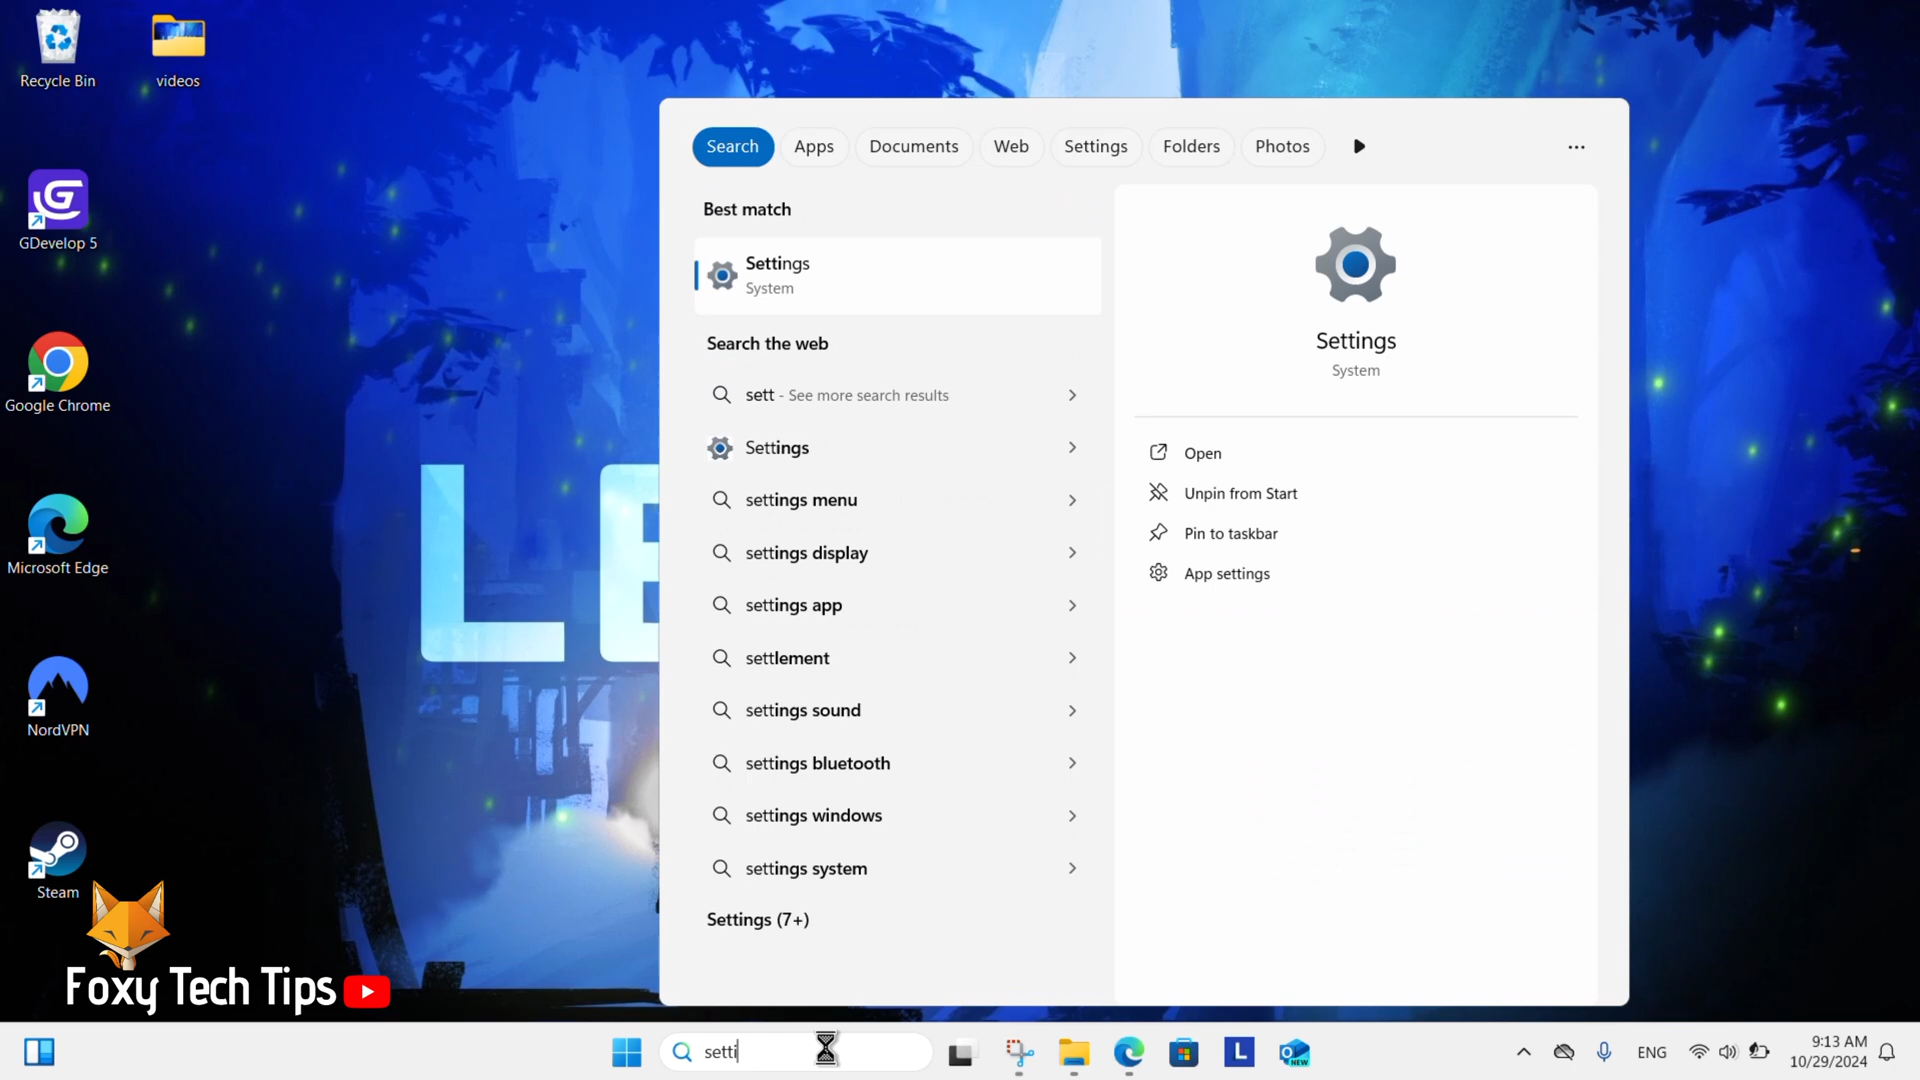 Recycle Bin
videos
GDevelop 5
Google Chrome
Microsoft Edge
NordVPN
Steam
LE
Search Apps Documents Web Settings Folders Photos
Best match
Settings
System
Search the web
sett - See more search results
Settings
settings menu
settings display
settings app
settlement
settings sound
settings bluetooth
settings windows
settings system
Settings (7+)
Settings
System
Open
Unpin from Start
Pin to taskbar
App settings
Foxy Tech Tips
setti
L
NEW
ENG
9:13 AM
10/29/2024